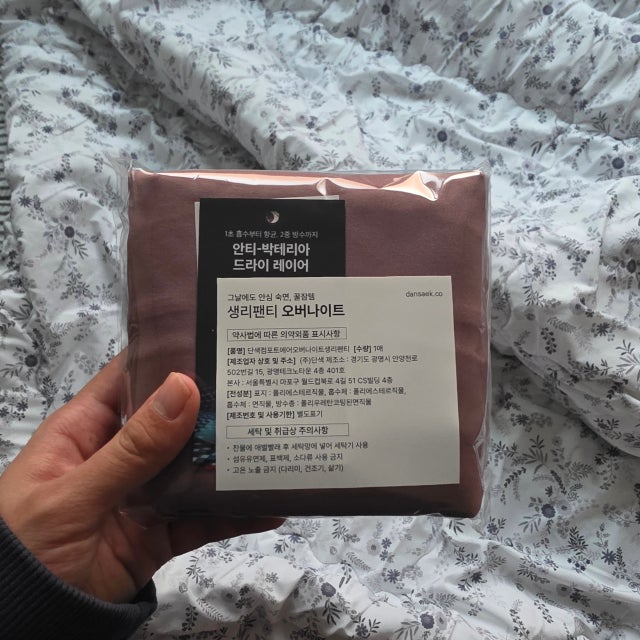 1초 흡수부터 항균, 2중 방수까지
안티-박테리아
드라이 레이어
그날에도 안심 숙면, 꿀잠템
danseek.co
생리팬티 오버나이트
약사법에 따른 의약외품 표시사항
[품명] 단색컴포트에어오버나이트생리팬티 [수량] 1매
[제조업자 상호 및 주소] (주)단색 제조소 : 경기도 광명시 안양천로
502번길 15, 광명테크노타운 4층 401호
본사 : 서울특별시 마포구 월드컵북로 4길 51 CS빌딩 4층
[전성분] 표지 : 폴리에스테르직물, 흡수체 : 폴리에스테르직물,
흡수체 : 면직물, 방수층 : 폴리우레탄코팅된면직물
[제조번호 및 사용기한] 별도표기
세탁 및 취급상 주의사항
• 찬물에 애벌빨래 후 세탁망에 넣어 세탁기 사용
• 섬유유연제, 표백제, 소다류 사용 금지
• 고온 노출 금지 (다리미, 건조기, 삶기)